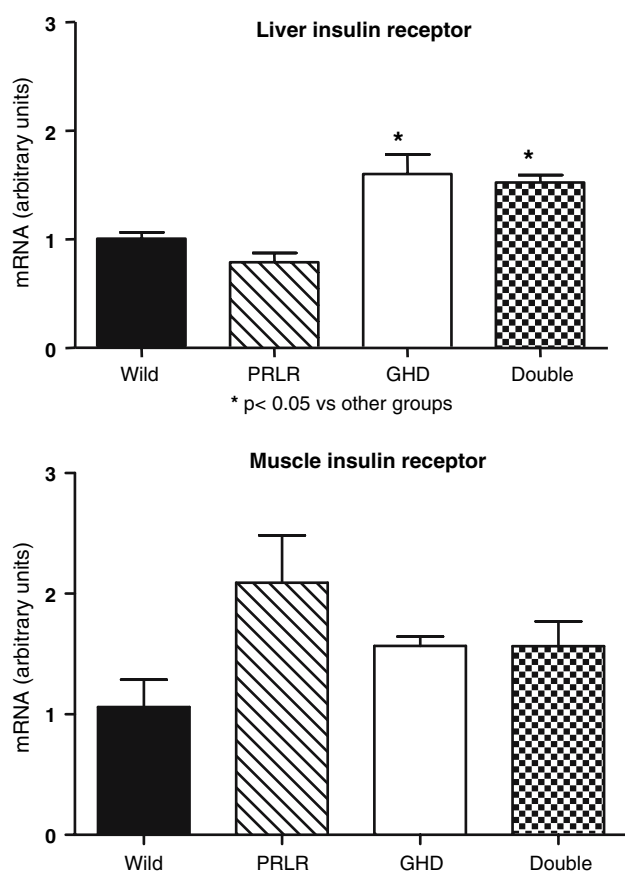 Liver insulin receptor
mRNA (arbitrary units)
3
2
1
0
*
*
Wild PRLR GHD Double
* p< 0.05 vs other groups
Muscle insulin receptor
mRNA (arbitrary units)
3
2
1
0
Wild PRLR GHD Double